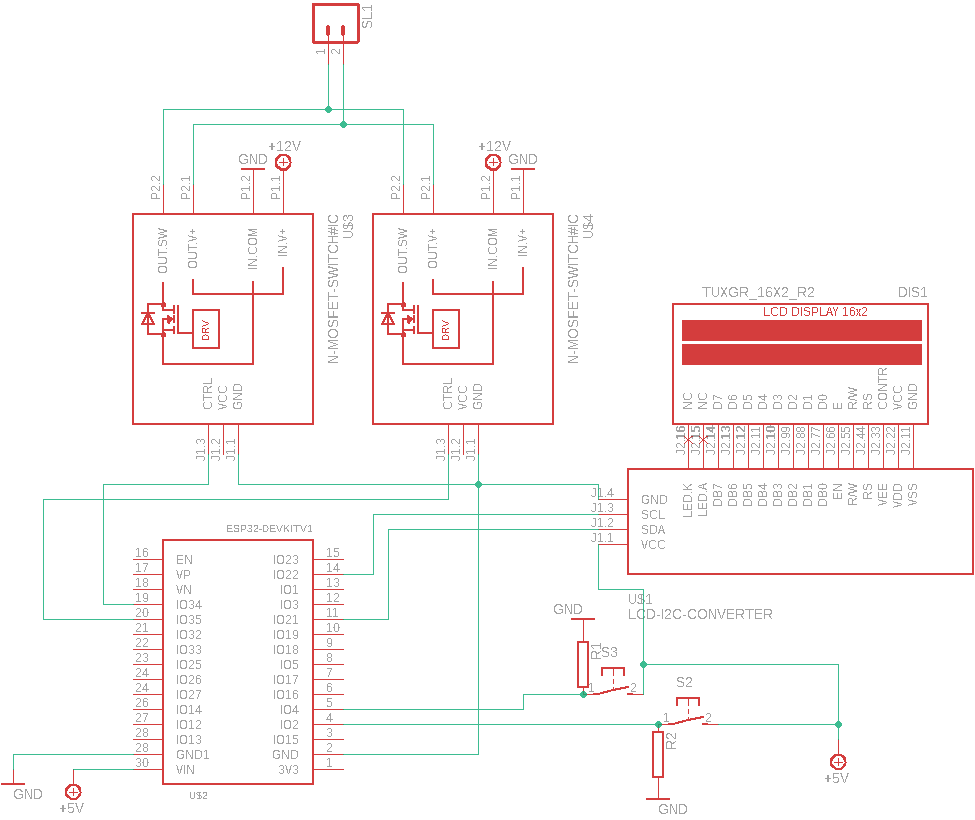 SL1
1
2
+12V
GND
+12V
GND
P2.2
P2.1
P1.2
P1.1
P2.2
P2.1
P1.2
P1.1
OUT.SW
OUT.V+
IN.COM
IN.V+
N-MOSFET-SWITCH#IC
U$3
OUT.SW
OUT.V+
IN.COM
IN.V+
N-MOSFET-SWITCH#IC
U$4
DRV
DRV
CTRL
VCC
GND
CTRL
VCC
GND
J1.3
J1.2
J1.1
J1.3
J1.2
J1.1
TUXGR_16X2_R2
DIS1
LCD DISPLAY 16x2
NC
NC
D7
D6
D5
D4
D3
D2
D1
D0
E
R/W
RS
CONTR
VCC
GND
J2.16
J2.15
J2.14
J2.13
J2.12
J2.11
J2.10
J2.99
J2.88
J2.77
J2.66
J2.55
J2.44
J2.33
J2.22
J2.11
LED.K
LED.A
DB7
DB6
DB5
DB4
DB3
DB2
DB1
DB0
EN
R/W
RS
VEE
VDD
VSS
J1.4 GND
J1.3 SCL
J1.2 SDA
J1.1 VCC
U$1
LCD-I2C-CONVERTER
ESP32-DEVKITV1
16 EN IO23 15
17 VP IO22 14
18 VN IO1 13
19 IO34 IO3 12
20 IO35 IO21 11
21 IO32 IO19 10
22 IO33 IO18 9
23 IO25 IO5 8
24 IO26 IO17 7
24 IO27 IO16 6
26 IO14 IO4 5
27 IO12 IO2 4
28 IO13 IO15 3
28 GND1 GND 2
30 VIN 3V3 1
U$2
GND
+5V
GND
R1
S3
1
2
S2
1
2
R2
GND
+5V